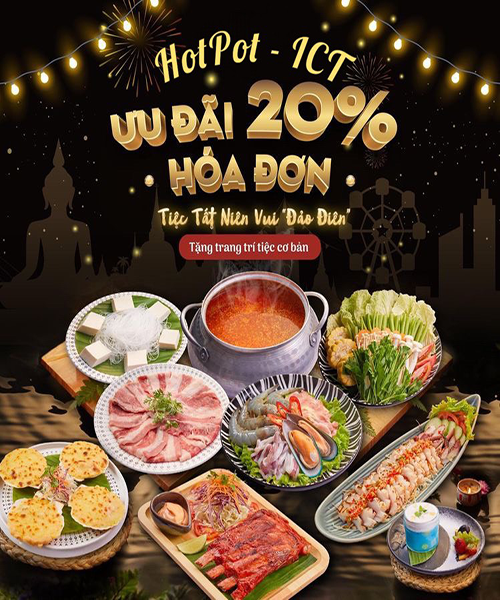 HotPot - ICT
ƯU ĐÃI 20%
HÓA ĐƠN
Tiệc Tất Niên Vui "Đảo Điên"
Tặng trang trí tiệc cơ bản